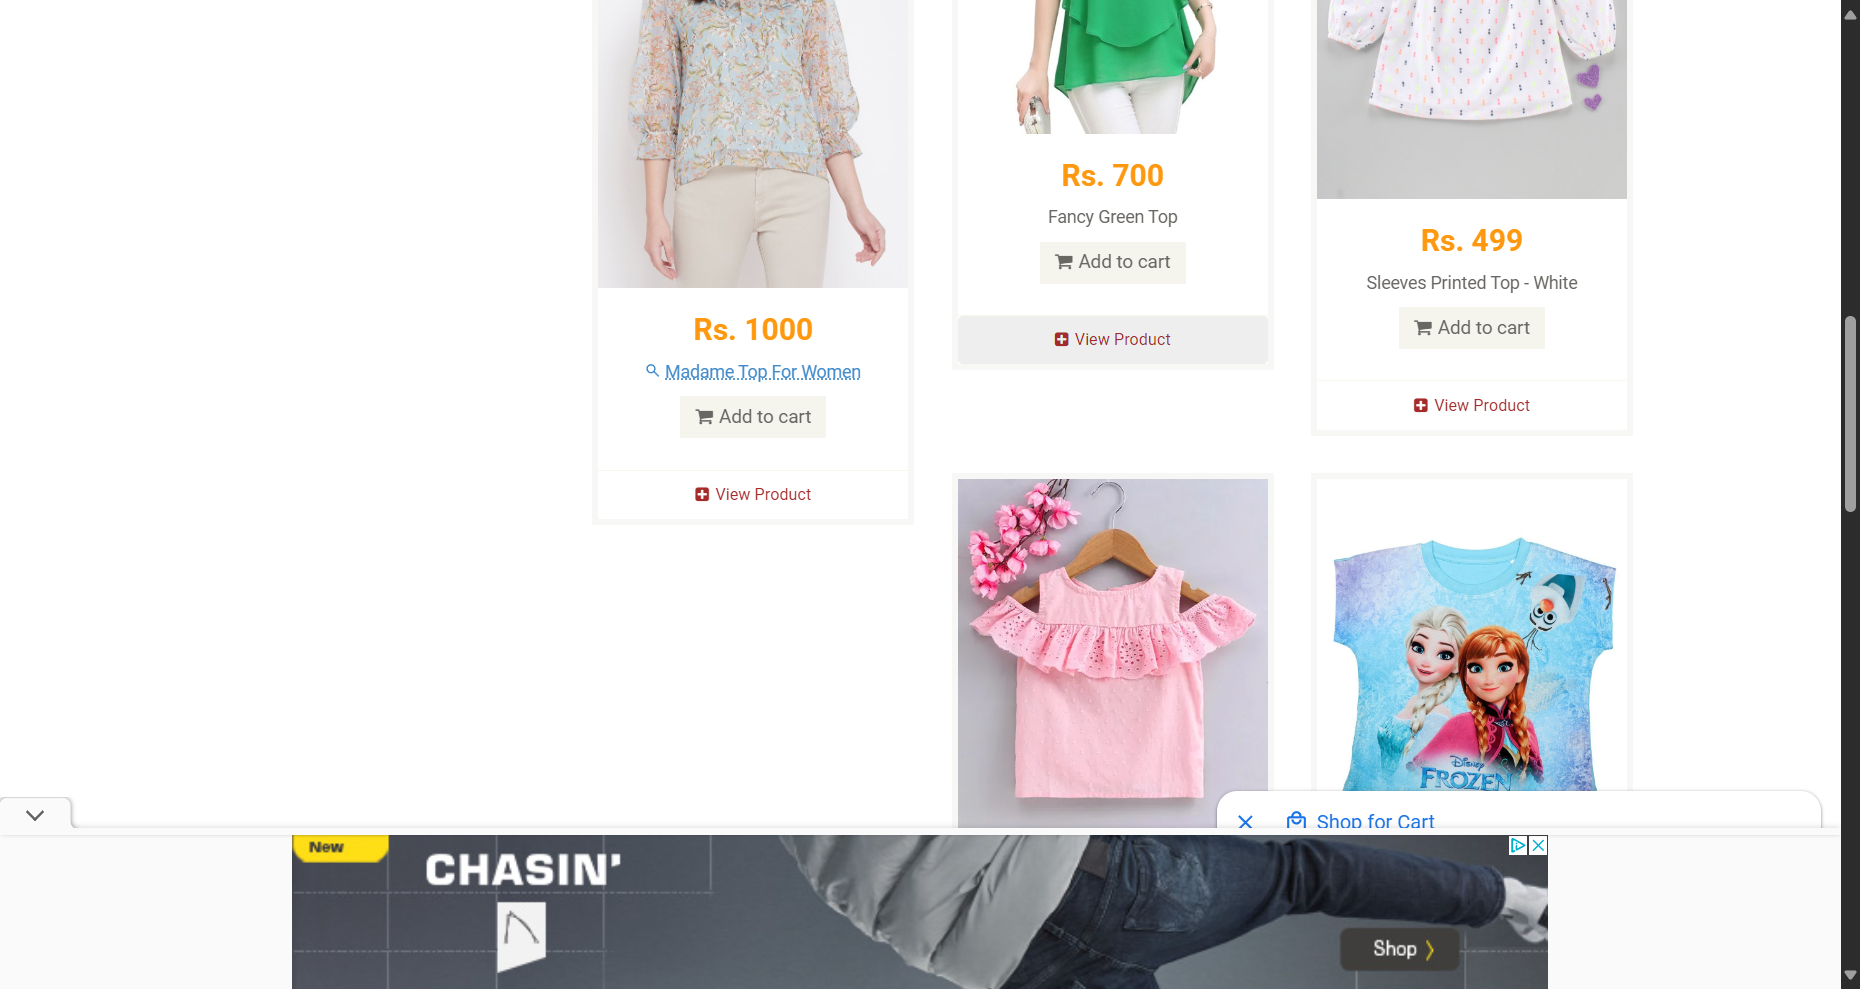 Rs. 1000
Madame Top For Women
Add to cart
View Product
Rs. 700
Fancy Green Top
Add to cart
View Product
Rs. 499
Sleeves Printed Top - White
Add to cart
View Product
Disney
FROZEN
Shop for Cart
New
CHASIN'
Shop